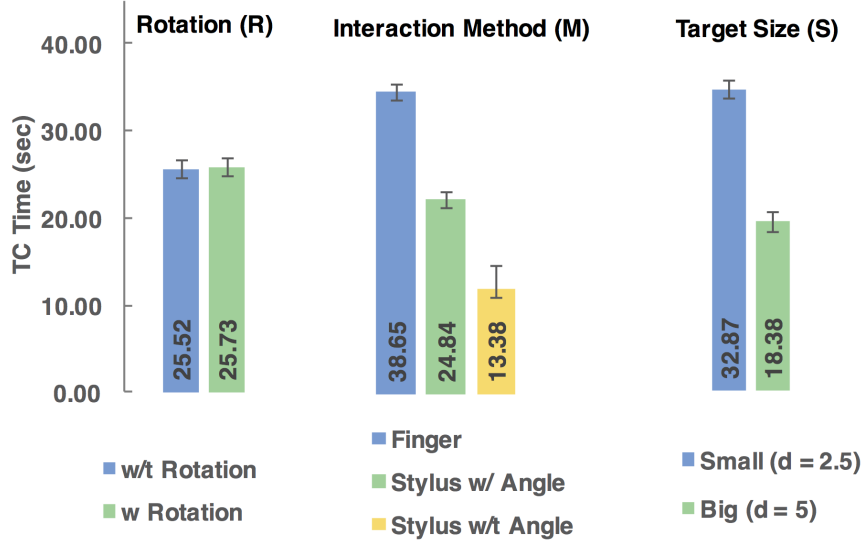 Rotation (R)
Interaction Method (M)
Target Size (S)
TC Time (sec)
40.00
30.00
20.00
10.00
0.00
25.52
25.73
38.65
24.84
13.38
32.87
18.38
w/t Rotation
w Rotation
Finger
Stylus w/ Angle
Stylus w/t Angle
Small (d = 2.5)
Big (d = 5)